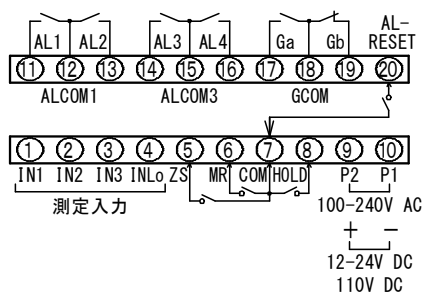 AL1 AL2 AL3 AL4 Ga Gb AL-RESET
11 12 13 14 15 16 17 18 19 20
ALCOM1 ALCOM3 GCOM
1 2 3 4 5 6 7 8 9 10
IN1 IN2 IN3 INLo ZS MR COM HOLD P2 P1
測定入力 100-240V AC
+ −
12-24V DC
110V DC